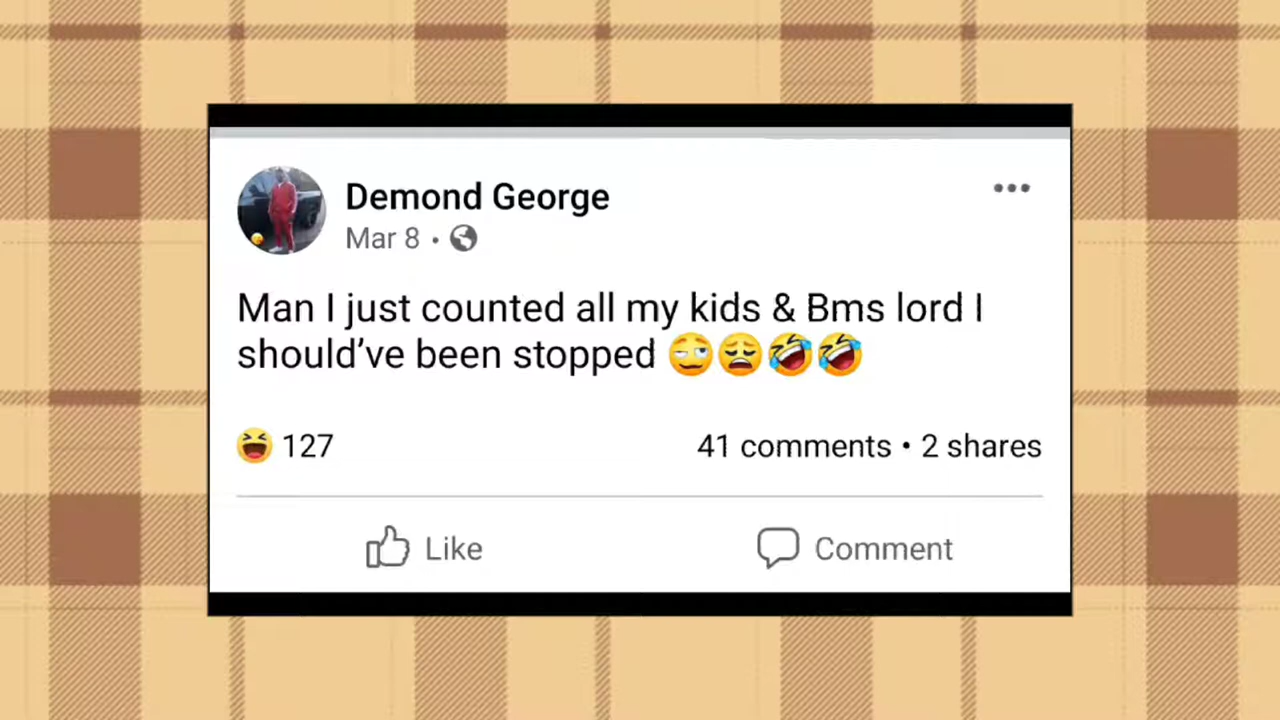 Demond George
Mar 8 •
Man I just counted all my kids & Bms lord I
should've been stopped 🥴😩🤣🤣
😆 127
41 comments • 2 shares
Like
Comment